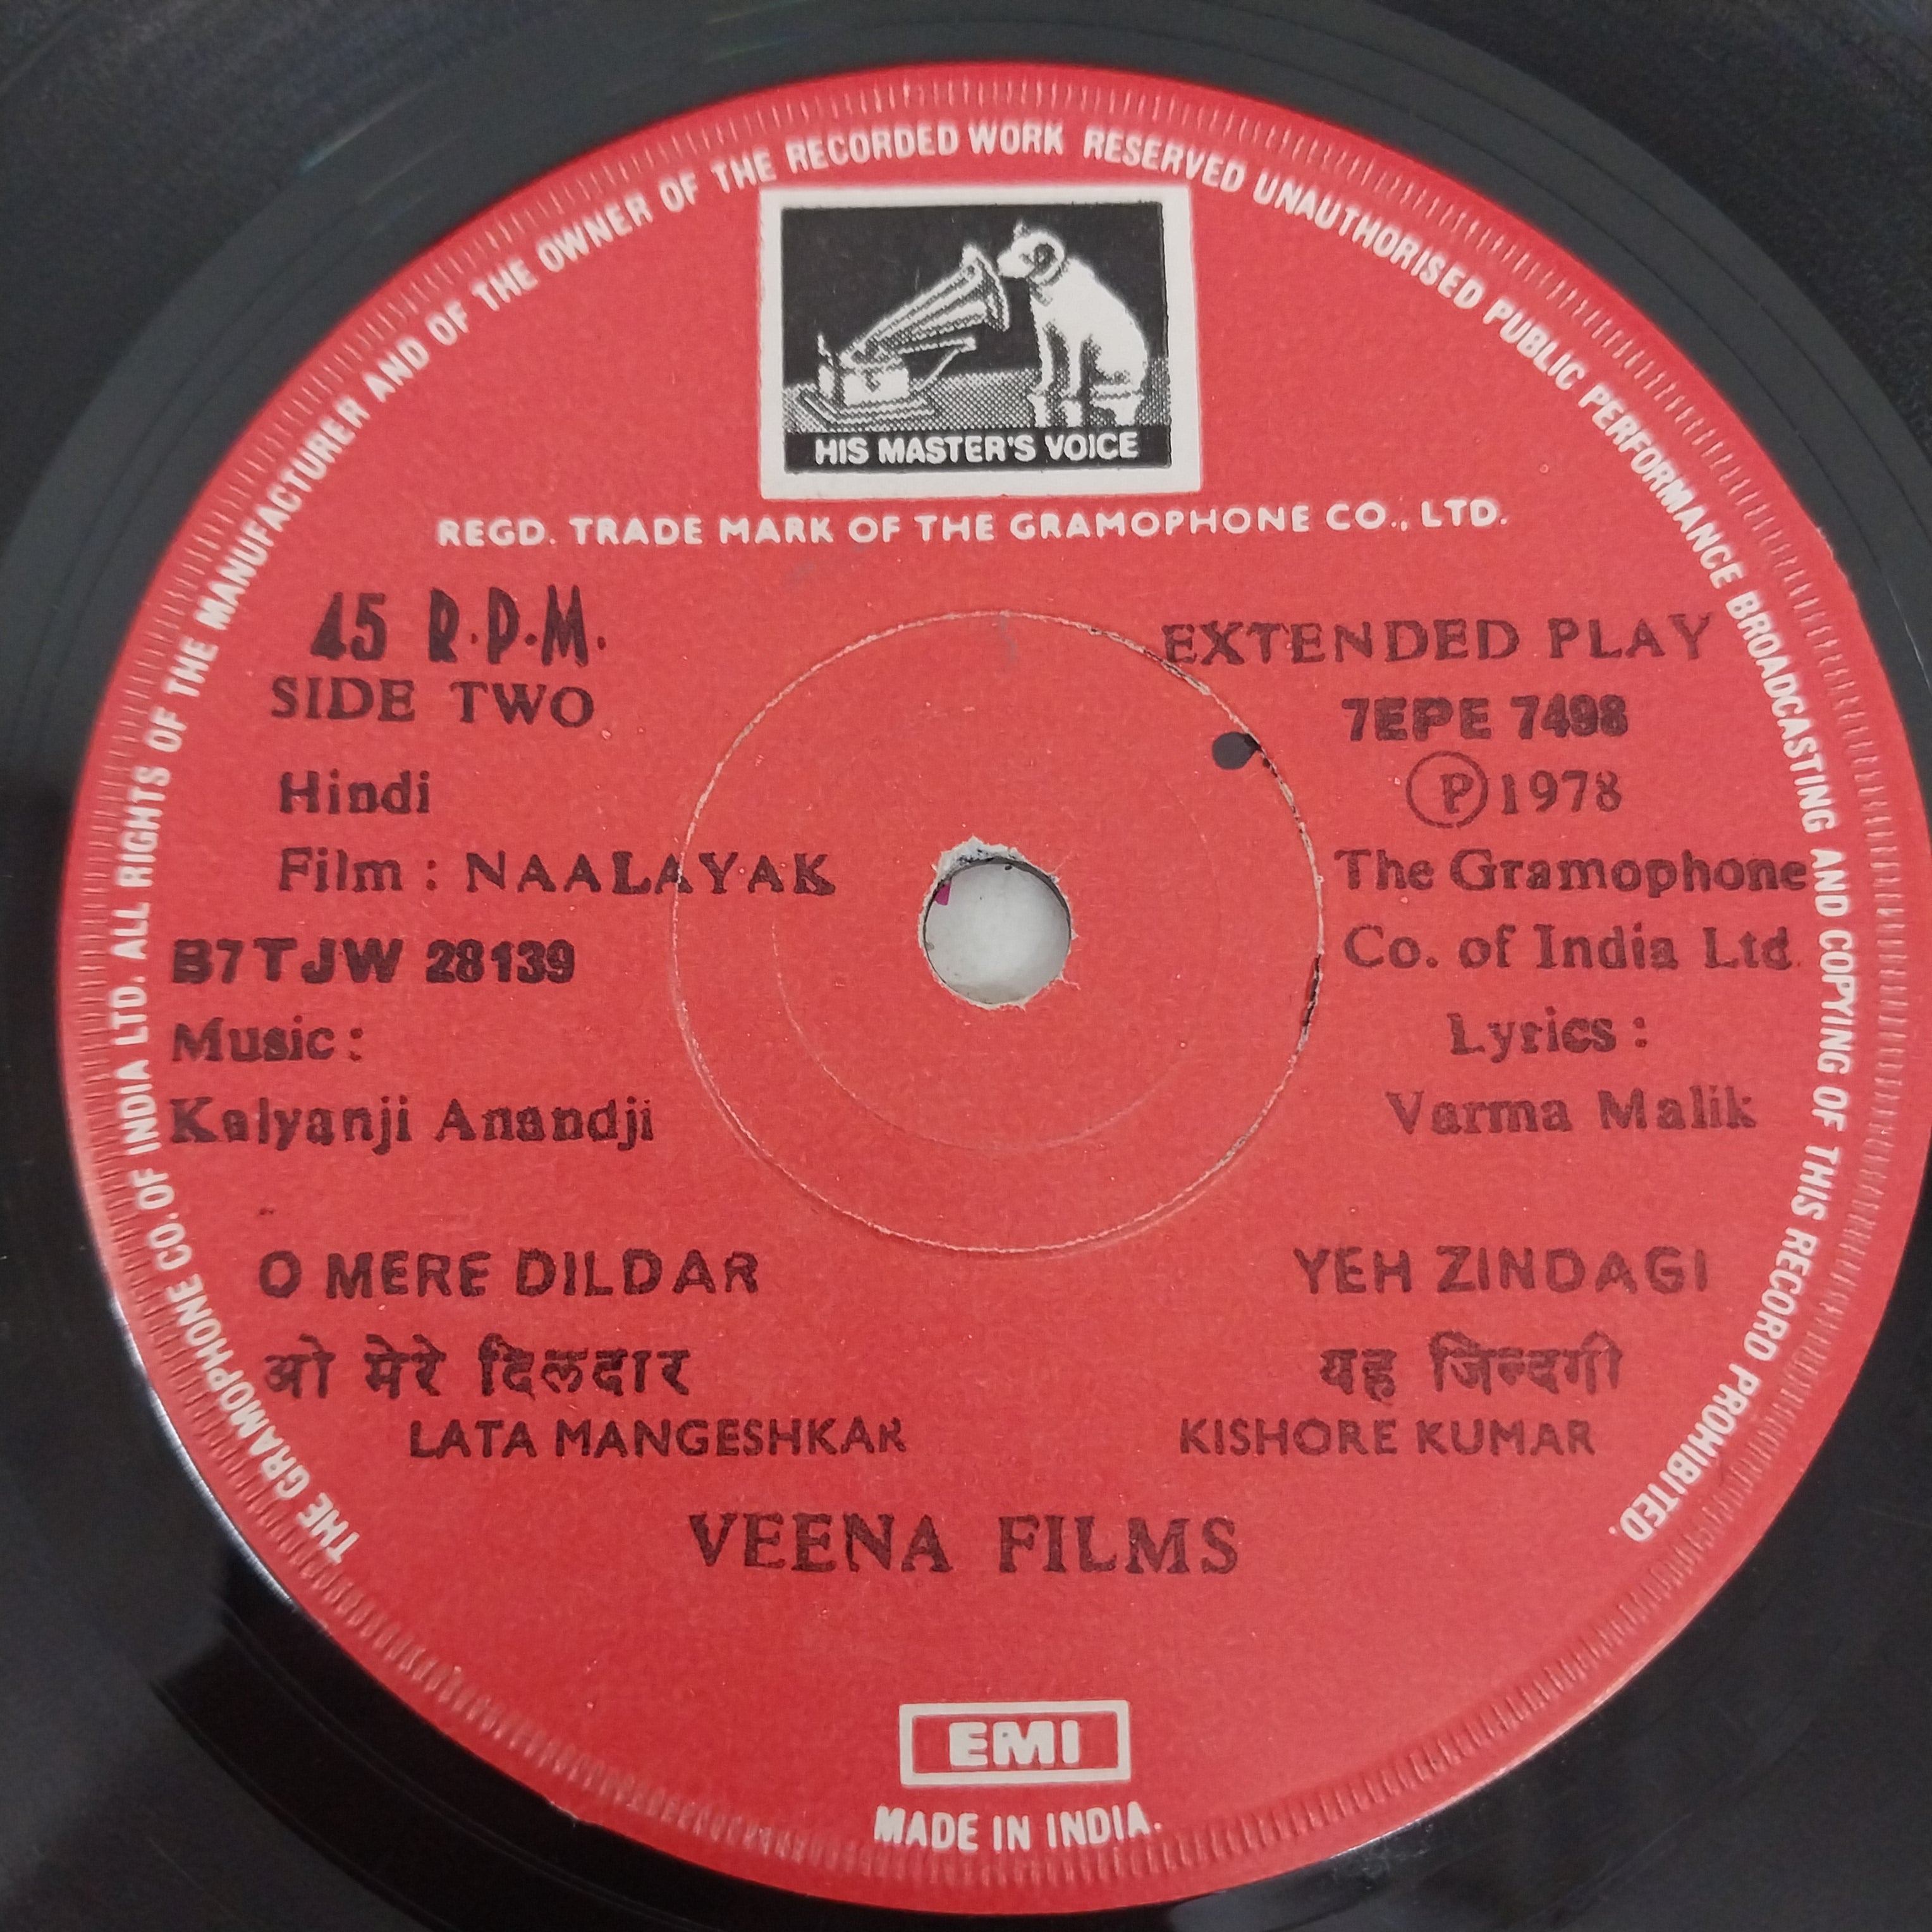 THE GRAMOPHONE CO. OF INDIA LTD. ALL RIGHTS OF THE MANUFACTURER AND OF THE OWNER OF THE RECORDED WORK RESERVED UNAUTHORISED PUBLIC PERFORMANCE BROADCASTING AND COPYING OF THIS RECORD PROHIBITED.
HIS MASTER'S VOICE
REGD. TRADE MARK OF THE GRAMOPHONE CO., LTD.
45 R.P.M.
SIDE TWO
Hindi
Film : NAALAYAK
B7TJW 28139
Music :
Kalyanji Anandji
EXTENDED PLAY
7EPE 7498
Ⓟ1978
The Gramophone
Co. of India Ltd.
Lyrics :
Varma Malik
O MERE DILDAR
ओ मेरे दिलदार
LATA MANGESHKAR
YEH ZINDAGI
यह जिन्दगी
KISHORE KUMAR
VEENA FILMS
EMI
MADE IN INDIA.